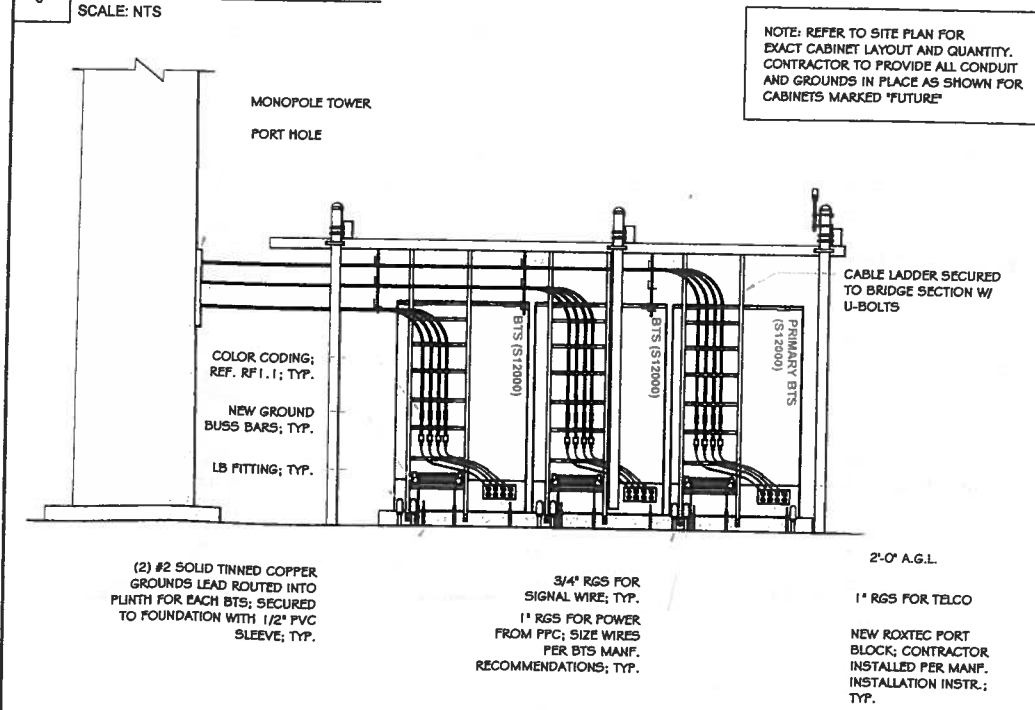 SCALE: NTS
NOTE: REFER TO SITE PLAN FOR
EXACT CABINET LAYOUT AND QUANTITY.
CONTRACTOR TO PROVIDE ALL CONDUIT
AND GROUNDS IN PLACE AS SHOWN FOR
CABINETS MARKED "FUTURE"
MONOPOLE TOWER
PORT HOLE
CABLE LADDER SECURED
TO BRIDGE SECTION W/
U-BOLTS
BTS (S12000)
BTS (S12000)
PRIMARY BTS
(S12000)
COLOR CODING;
REF. RF1.1; TYP.
NEW GROUND
BUSS BARS; TYP.
LB FITTING; TYP.
(2) #2 SOLID TINNED COPPER
GROUNDS LEAD ROUTED INTO
PLINTH FOR EACH BTS; SECURED
TO FOUNDATION WITH 1/2" PVC
SLEEVE; TYP.
3/4" RGS FOR
SIGNAL WIRE; TYP.
1" RGS FOR POWER
FROM PPC; SIZE WIRES
PER BTS MANF.
RECOMMENDATIONS; TYP.
2'-0" A.G.L.
1" RGS FOR TELCO
NEW ROXTEC PORT
BLOCK; CONTRACTOR
INSTALLED PER MANF.
INSTALLATION INSTR.;
TYP.